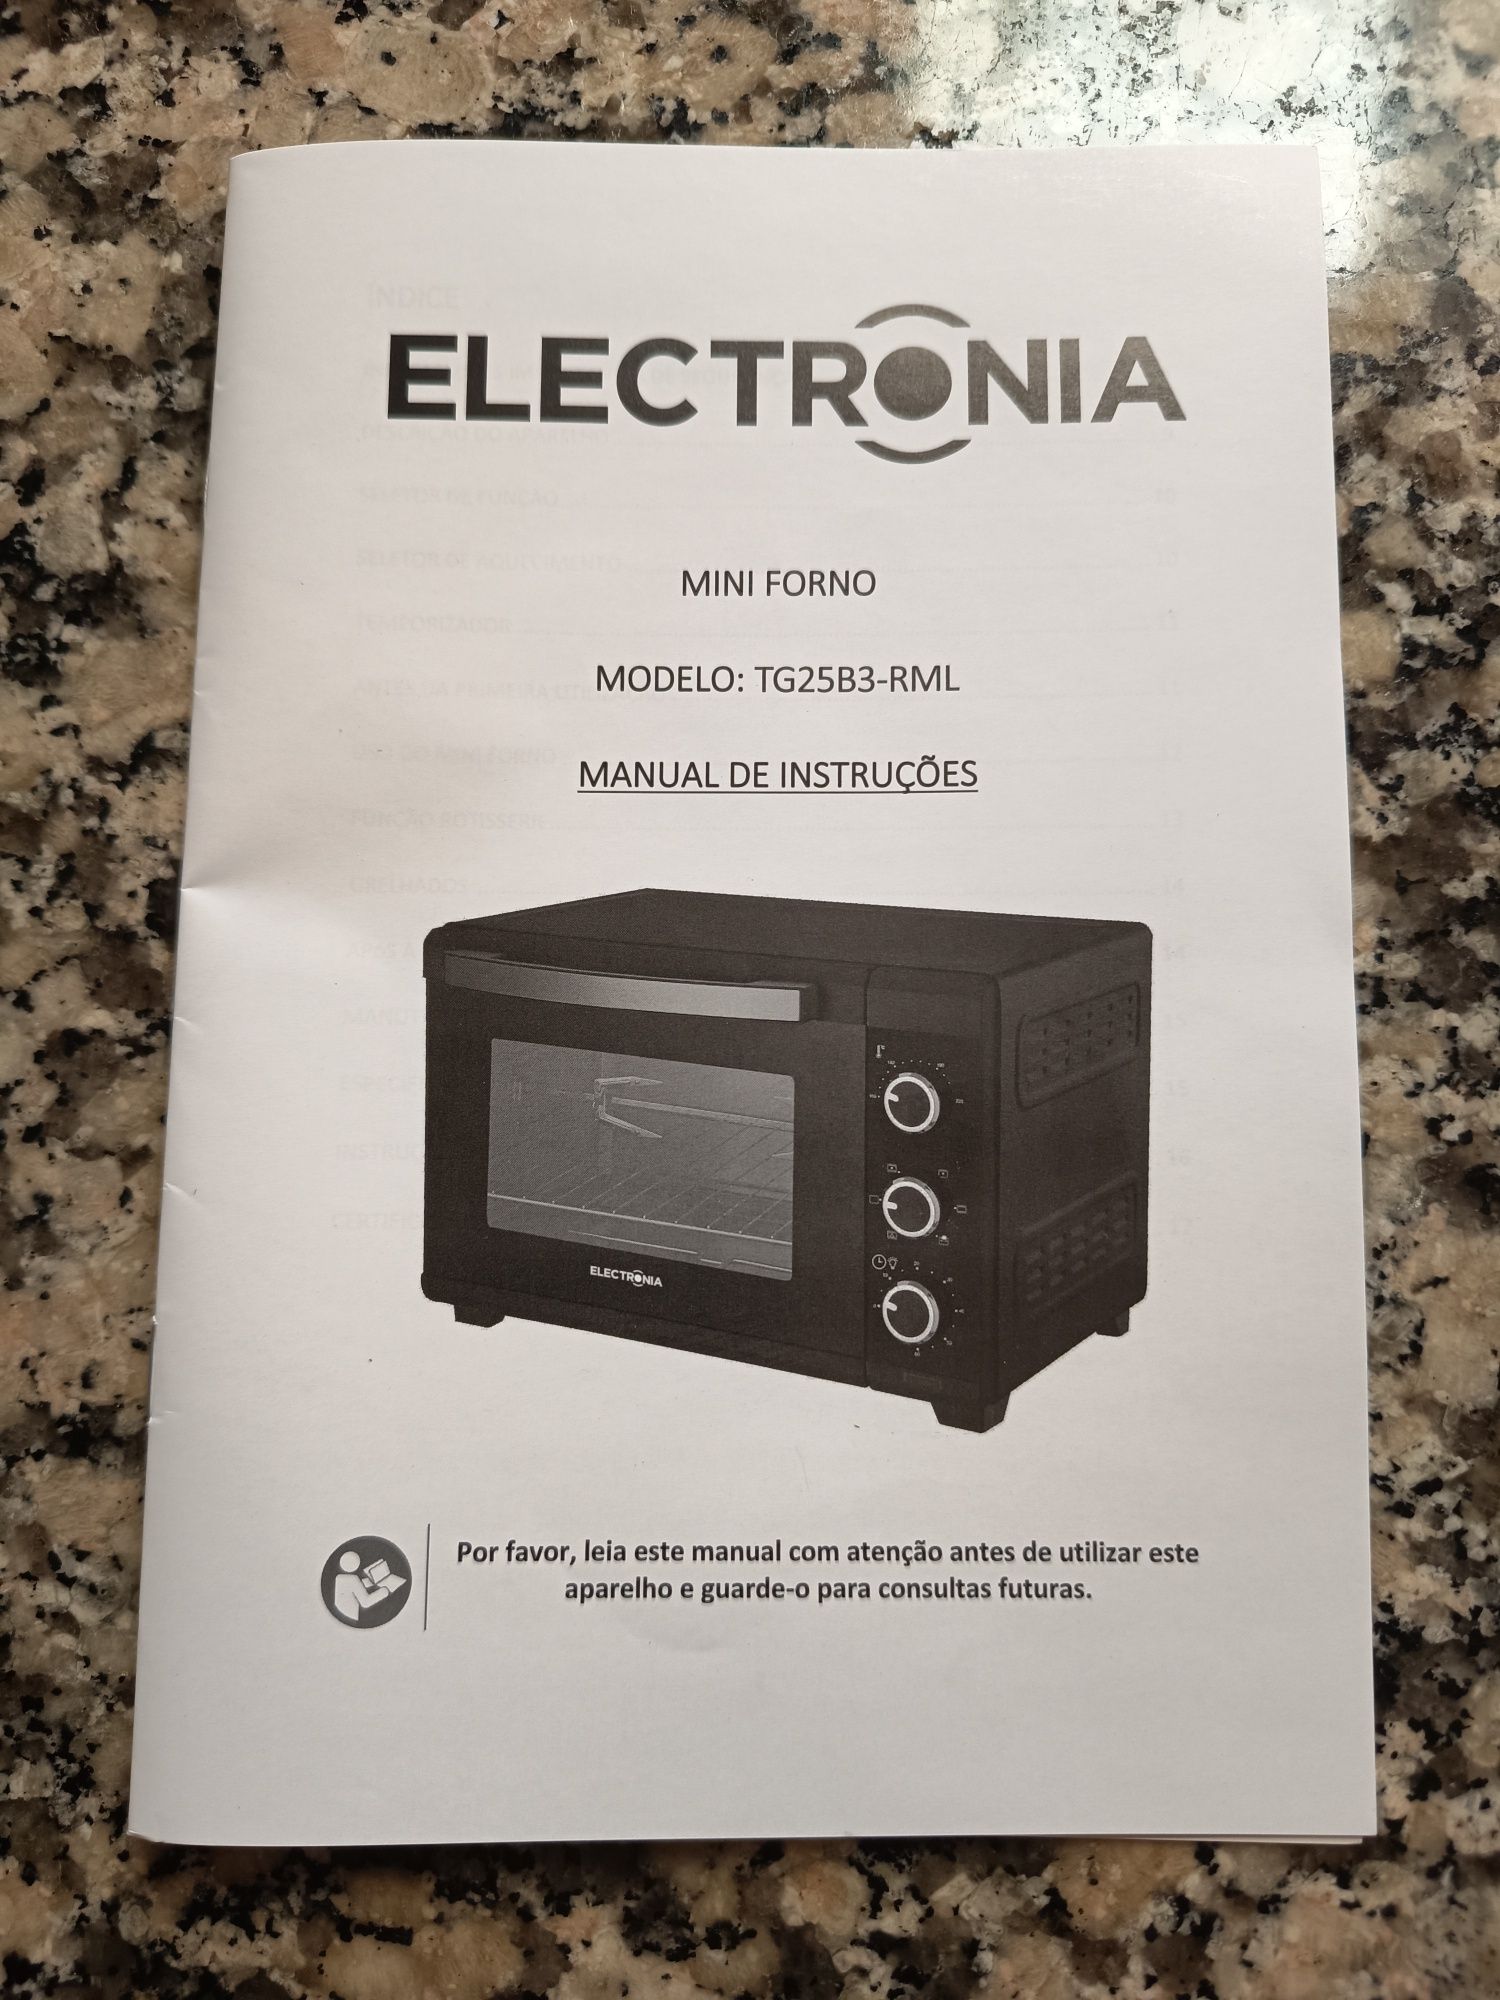 ELECTRONIA
MINI FORNO
MODELO: TG25B3-RML
MANUAL DE INSTRUÇÕES
ELECTRONIA
Por favor, leia este manual com atenção antes de utilizar este
aparelho e guarde-o para consultas futuras.